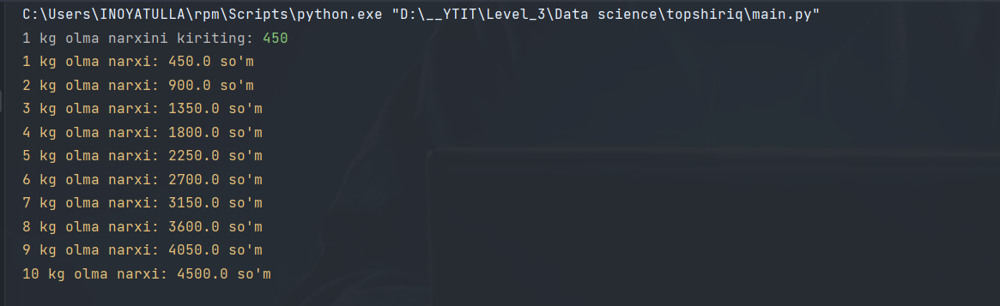 C:\Users\INOYATULLA\rpm\Scripts\python.exe "D:\__YTIT\Level_3\Data science\topshiriq\main.py"
1 kg olma narxini kiriting: 450
1 kg olma narxi: 450.0 so'm
2 kg olma narxi: 900.0 so'm
3 kg olma narxi: 1350.0 so'm
4 kg olma narxi: 1800.0 so'm
5 kg olma narxi: 2250.0 so'm
6 kg olma narxi: 2700.0 so'm
7 kg olma narxi: 3150.0 so'm
8 kg olma narxi: 3600.0 so'm
9 kg olma narxi: 4050.0 so'm
10 kg olma narxi: 4500.0 so'm